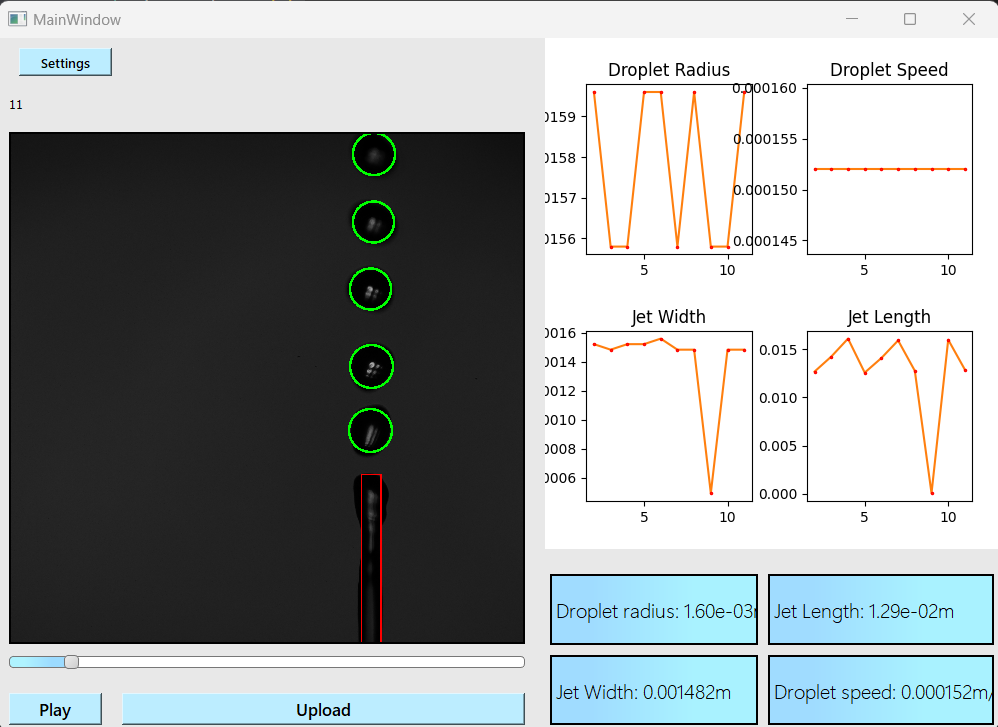 MainWindow
Settings
11
Droplet Radius
0159
0158
0157
0156
5 10
Droplet Speed
0.000160
0.000155
0.000150
0.000145
5 10
Jet Width
0016
0014
0012
0010
0008
0006
5 10
Jet Length
0.015
0.010
0.005
0.000
5 10
Droplet radius: 1.60e-03
Jet Length: 1.29e-02m
Jet Width: 0.001482m
Droplet speed: 0.000152m/
Play
Upload